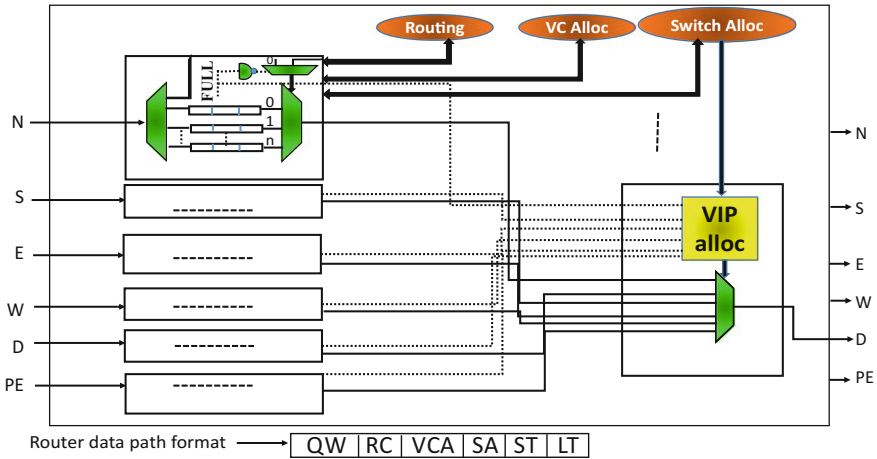 Routing
VC Alloc
Switch Alloc
FULL
0
0
1
n
N
S
E
W
D
PE
VIP
alloc
N
S
E
W
D
PE
Router data path format
QW RC VCA SA ST LT